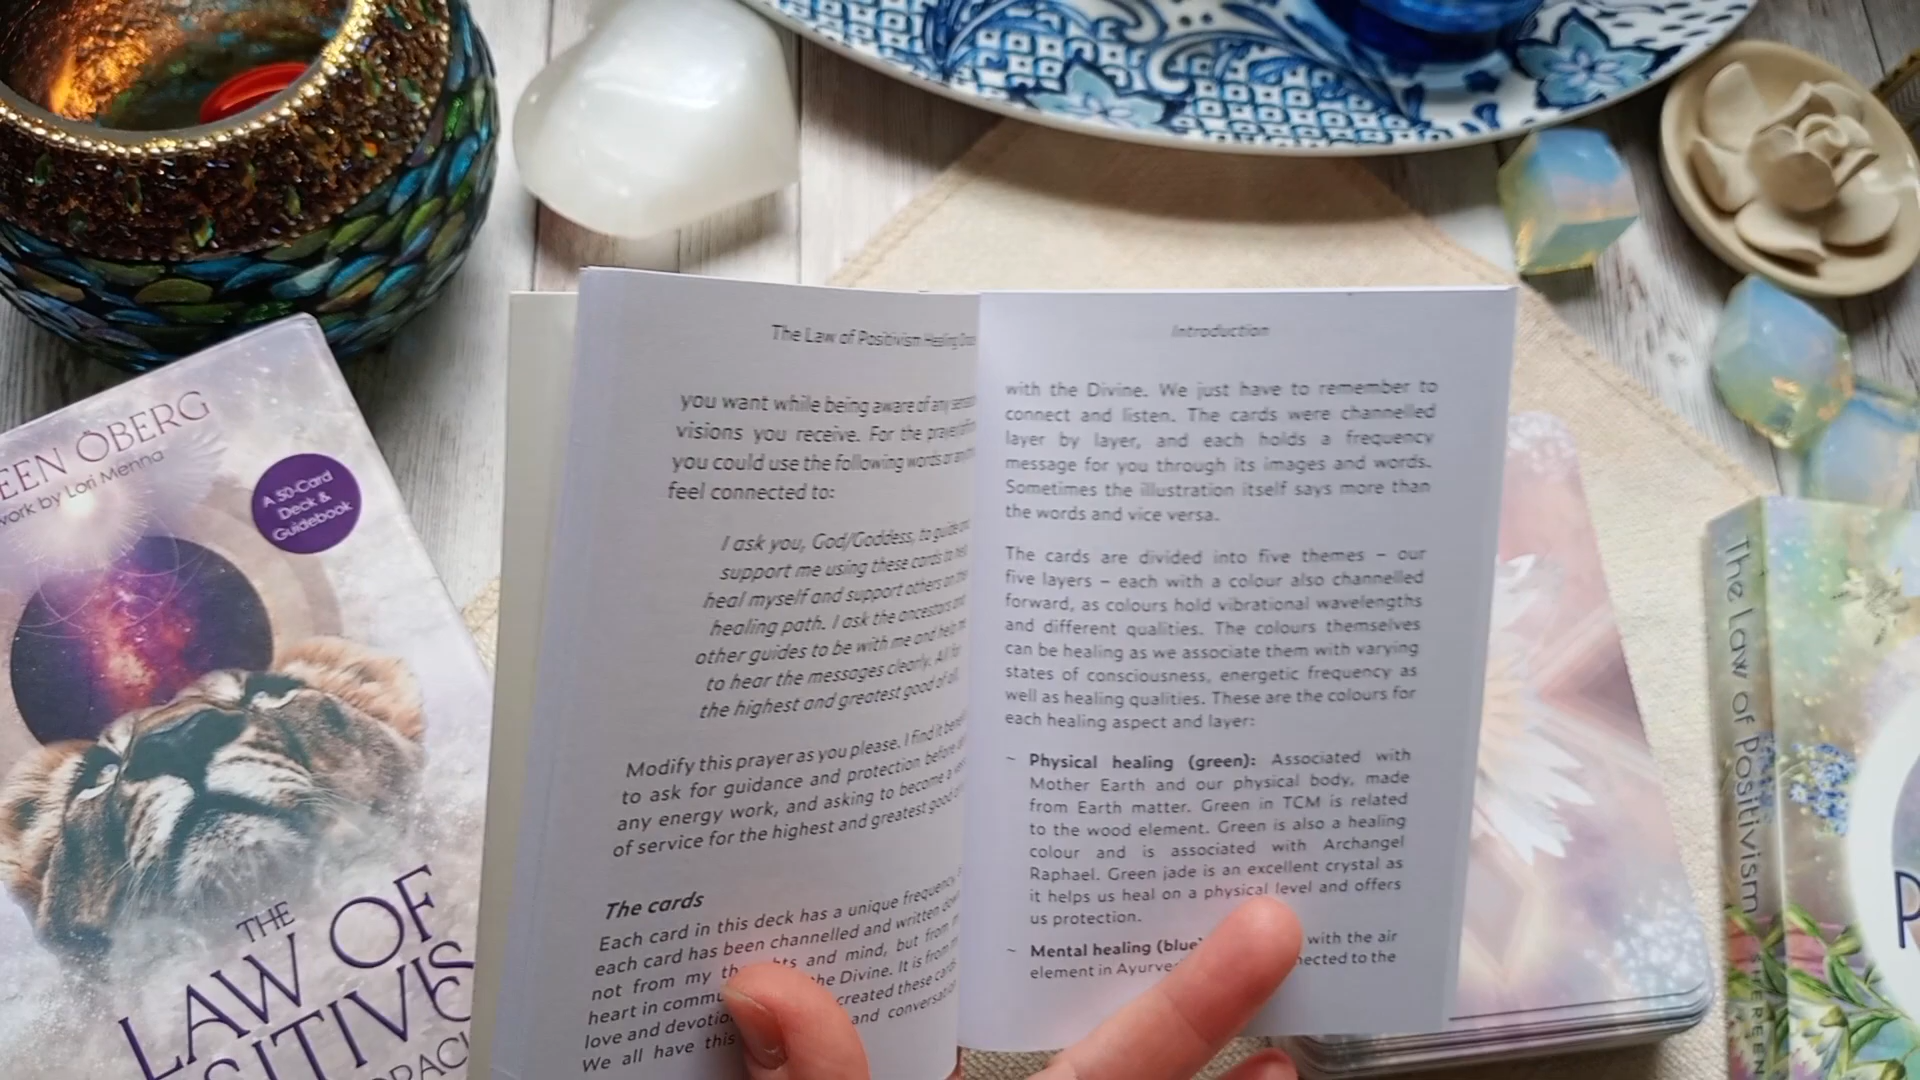 The Law of Positivism Healing
you want while being aware of any
visions you receive. For the
you could use the following words or
feel connected to:
I ask you, God/Goddess, to guide and
support me using these cards to
heal myself and support others on
healing path. I ask the ancestors and
other guides to be with me and help me
to hear the messages clearly. All for
the highest and greatest good of all.
Modify this prayer as you please. I find it
to ask for guidance and protection before
any energy work, and asking to become a
of service for the highest and greatest good
The cards
Each card in this deck has a unique frequency,
each card has been channelled and written down
not from my and mind, but from
heart in the Divine. It is from
love and created these cards
We all have this and
Introduction
with the Divine. We just have to remember to
connect and listen. The cards were channelled
layer by layer, and each holds a frequency
message for you through its images and words.
Sometimes the illustration itself says more than
the words and vice versa.
The cards are divided into five themes – our
five layers – each with a colour also channelled
forward, as colours hold vibrational wavelengths
and different qualities. The colours themselves
can be healing as we associate them with varying
states of consciousness, energetic frequency as
well as healing qualities. These are the colours for
each healing aspect and layer:
~ Physical healing (green): Associated with
Mother Earth and our physical body, made
from Earth matter. Green in TCM is related
to the wood element. Green is also a healing
colour and is associated with Archangel
Raphael. Green jade is an excellent crystal as
it helps us heal on a physical level and offers
us protection.
~ Mental healing (blue) with the air
element in to the
ÖBERG
by Lori Menna
A 50-Card
Deck &
Guidebook
THE
LAW OF
The Law of Positivism
SHEREEN